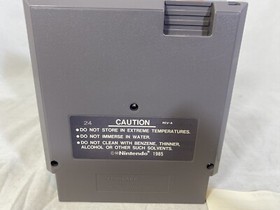 24 CAUTION REV-A
●DO NOT STORE IN EXTREME TEMPERATURES.
●DO NOT IMMERSE IN WATER.
●DO NOT CLEAN WITH BENZENE, THINNER,
ALCOHOL OR OTHER SUCH SOLVENTS.
©Nintendo® 1985